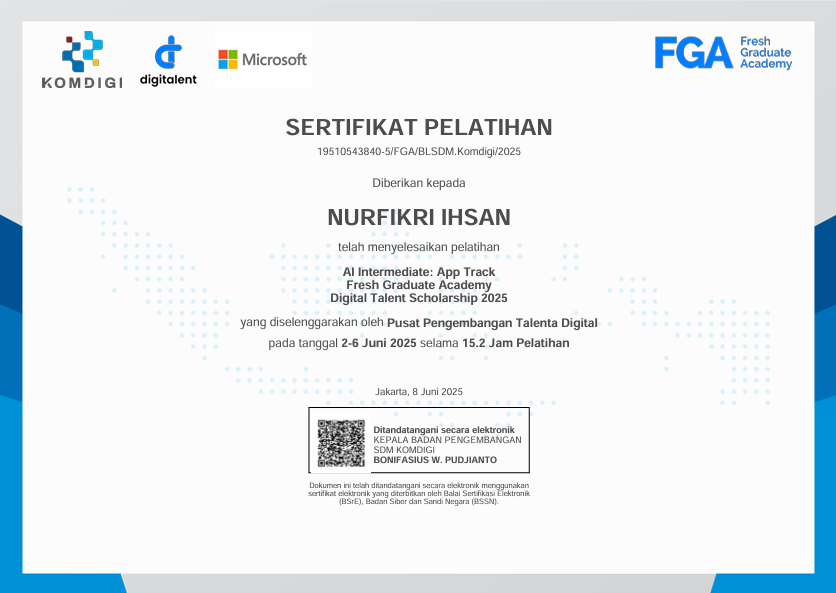 KOMDIGI
digitalent
Microsoft
FGA Fresh
Graduate
Academy
SERTIFIKAT PELATIHAN
19510543840-5/FGA/BLSDM.Komdigi/2025
Diberikan kepada
NURFIKRI IHSAN
telah menyelesaikan pelatihan
AI Intermediate: App Track
Fresh Graduate Academy
Digital Talent Scholarship 2025
yang diselenggarakan oleh Pusat Pengembangan Talenta Digital
pada tanggal 2-6 Juni 2025 selama 15.2 Jam Pelatihan
Jakarta, 8 Juni 2025
Ditandatangani secara elektronik
KEPALA BADAN PENGEMBANGAN
SDM KOMDIGI
BONIFASIUS W. PUDJIANTO
Dokumen ini telah ditandatangani secara elektronik menggunakan
sertifikat elektronik yang diterbitkan oleh Balai Sertifikasi Elektronik
(BSrE), Badan Siber dan Sandi Negara (BSSN).